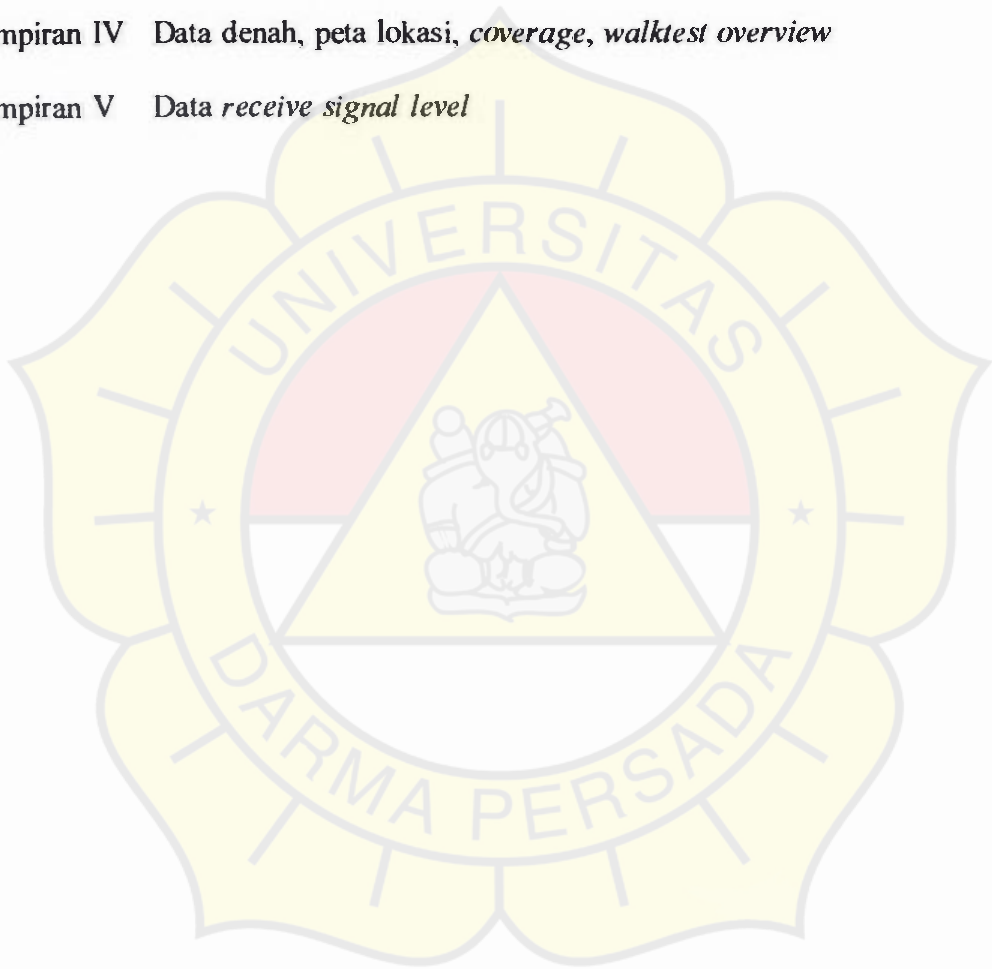 mpiran IV Data denah, peta lokasi, coverage, walktest overview
mpiran V Data receive signal level
UNIVERSITAS
DARMA PERSADA